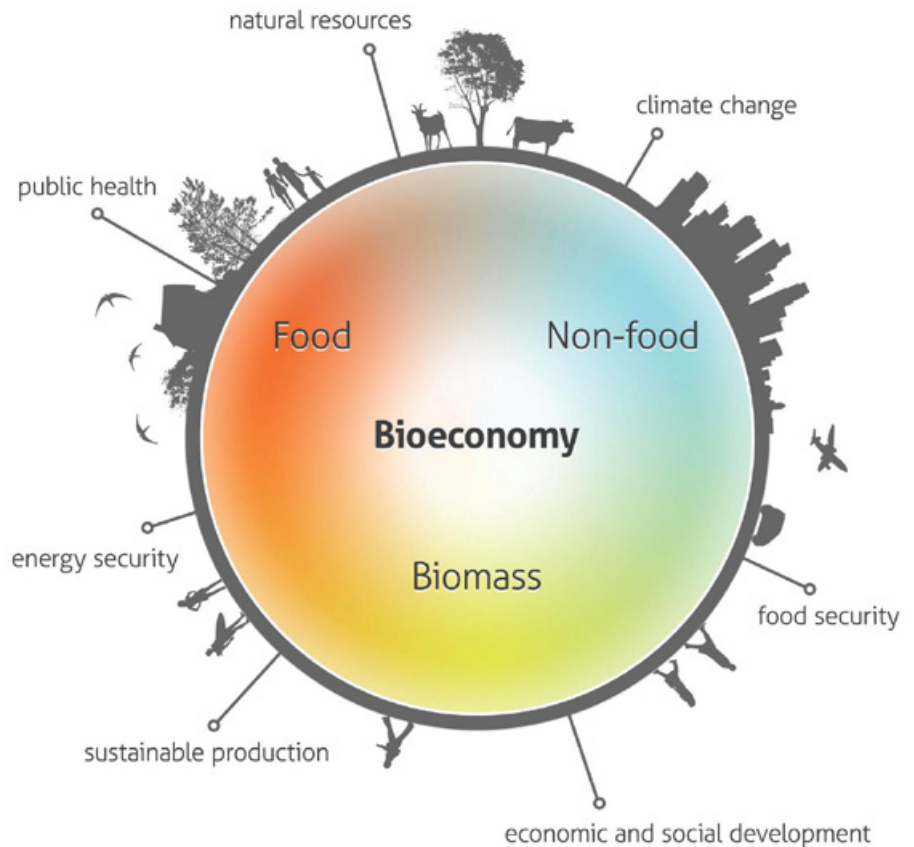 natural resources
climate change
public health
Food
Non-food
Bioeconomy
energy security
Biomass
food security
sustainable production
economic and social development